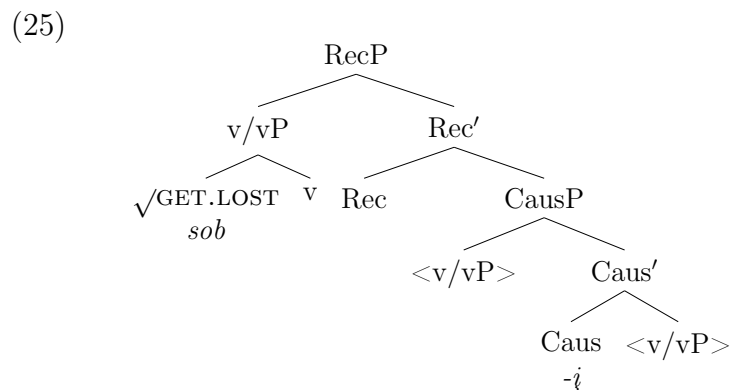 (25)
RecP
v/vP Rec′
√GET.LOST v Rec CausP
sob
<v/vP> Caus′
Caus <v/vP>
-i̧